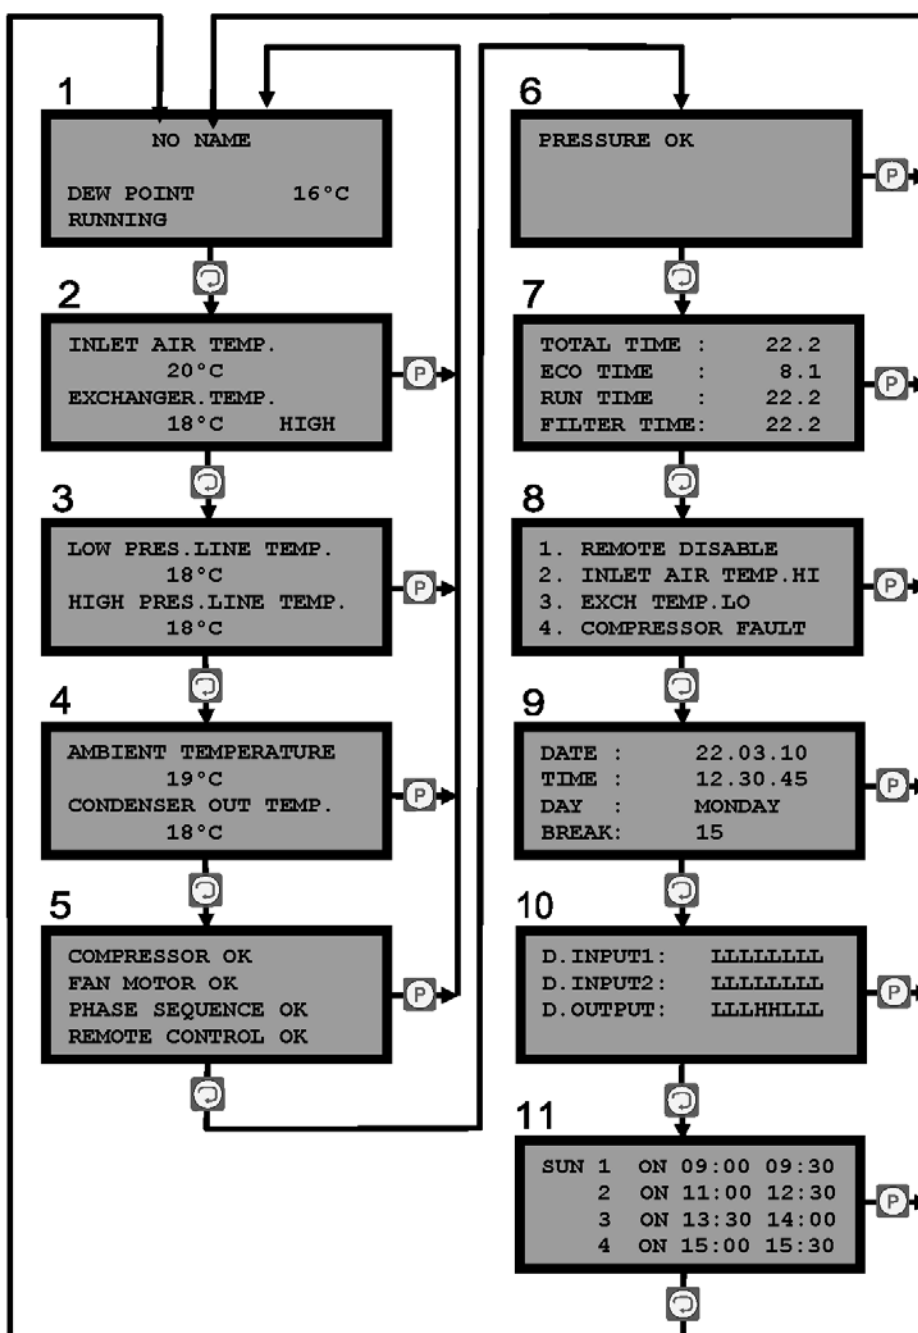 1
NO NAME
DEW POINT 16°C
RUNNING
2
INLET AIR TEMP.
20°C
EXCHANGER.TEMP.
18°C HIGH
P
3
LOW PRES.LINE TEMP.
18°C
HIGH PRES.LINE TEMP.
18°C
P
4
AMBIENT TEMPERATURE
19°C
CONDENSER OUT TEMP.
18°C
P
5
COMPRESSOR OK
FAN MOTOR OK
PHASE SEQUENCE OK
REMOTE CONTROL OK
P
6
PRESSURE OK
P
7
TOTAL TIME : 22.2
ECO TIME : 8.1
RUN TIME : 22.2
FILTER TIME: 22.2
P
8
1. REMOTE DISABLE
2. INLET AIR TEMP.HI
3. EXCH TEMP.LO
4. COMPRESSOR FAULT
P
9
DATE : 22.03.10
TIME : 12.30.45
DAY : MONDAY
BREAK: 15
P
10
D.INPUT1: LLLLLLLL
D.INPUT2: LLLLLLLL
D.OUTPUT: LLLHHLLL
P
11
SUN 1 ON 09:00 09:30
2 ON 11:00 12:30
3 ON 13:30 14:00
4 ON 15:00 15:30
P